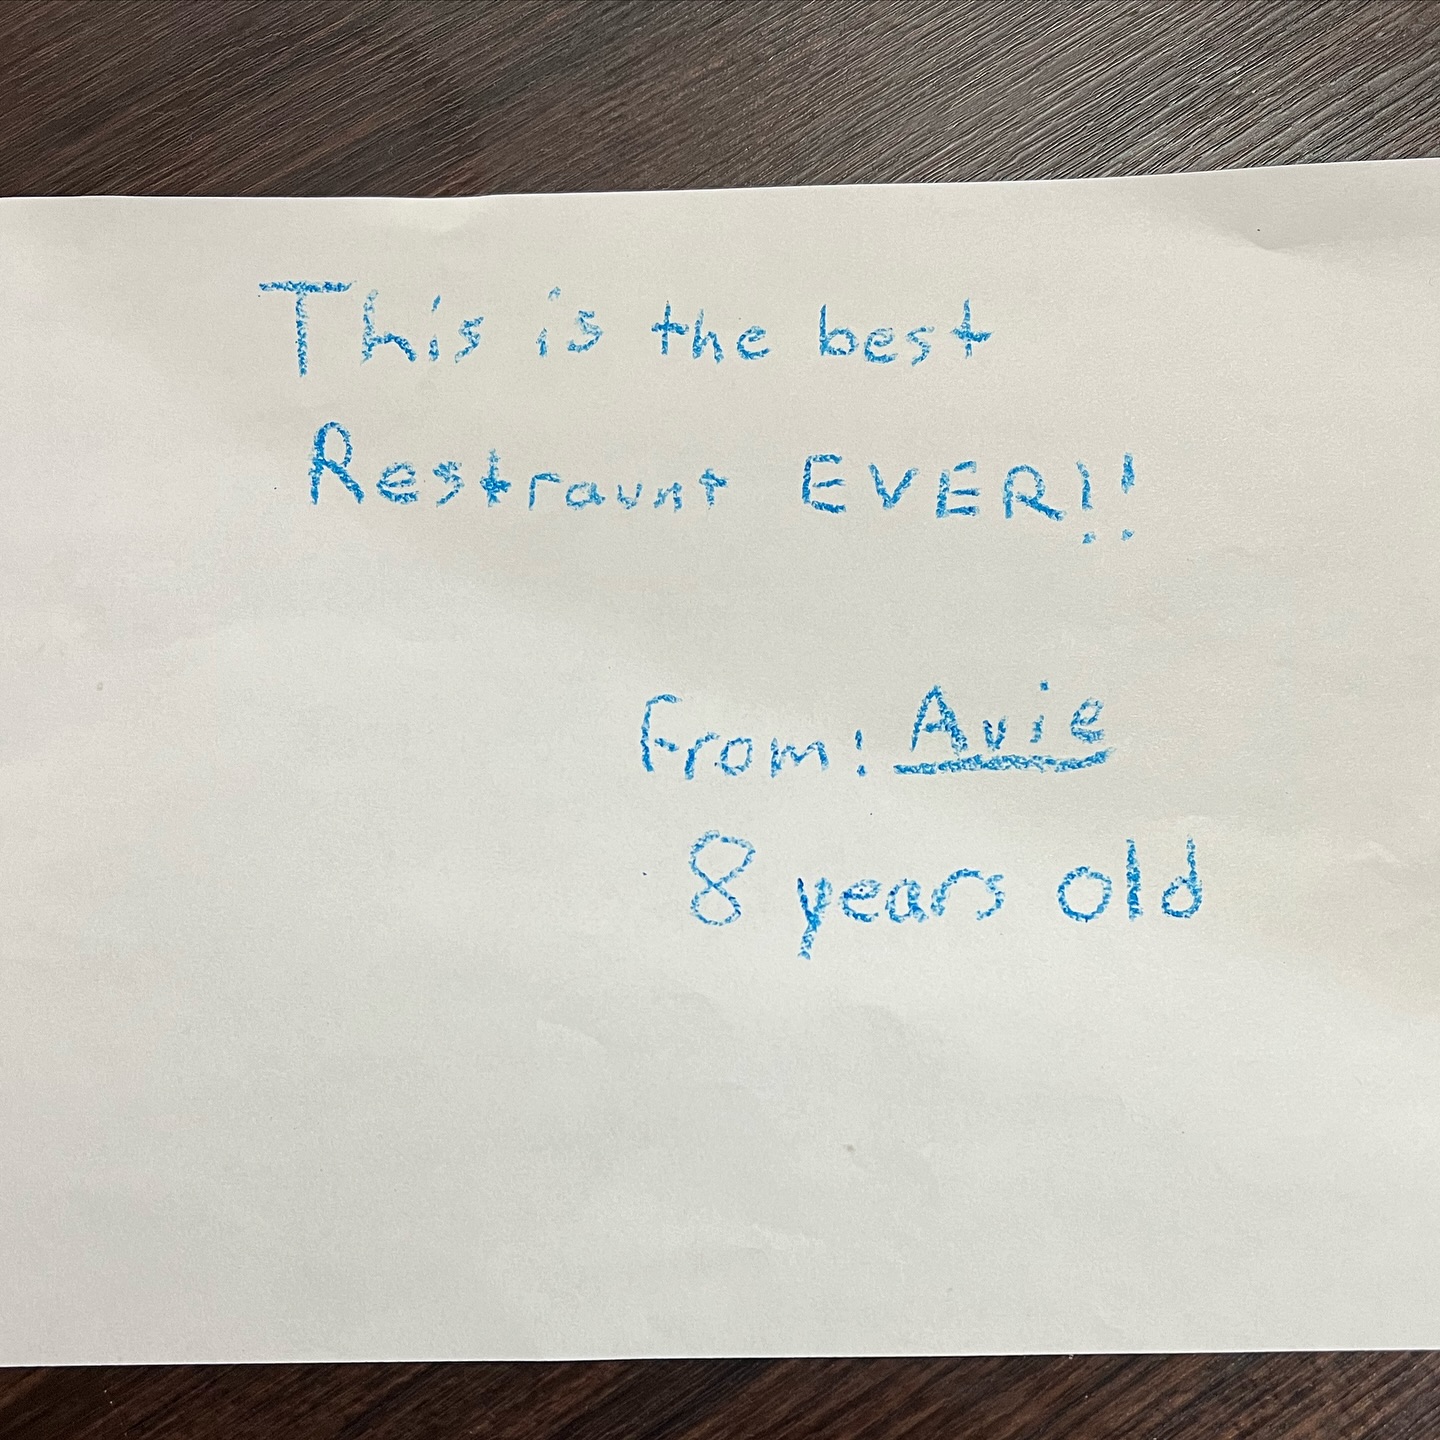 This is the best
Restraunt EVER!!
From: Avie
8 years old